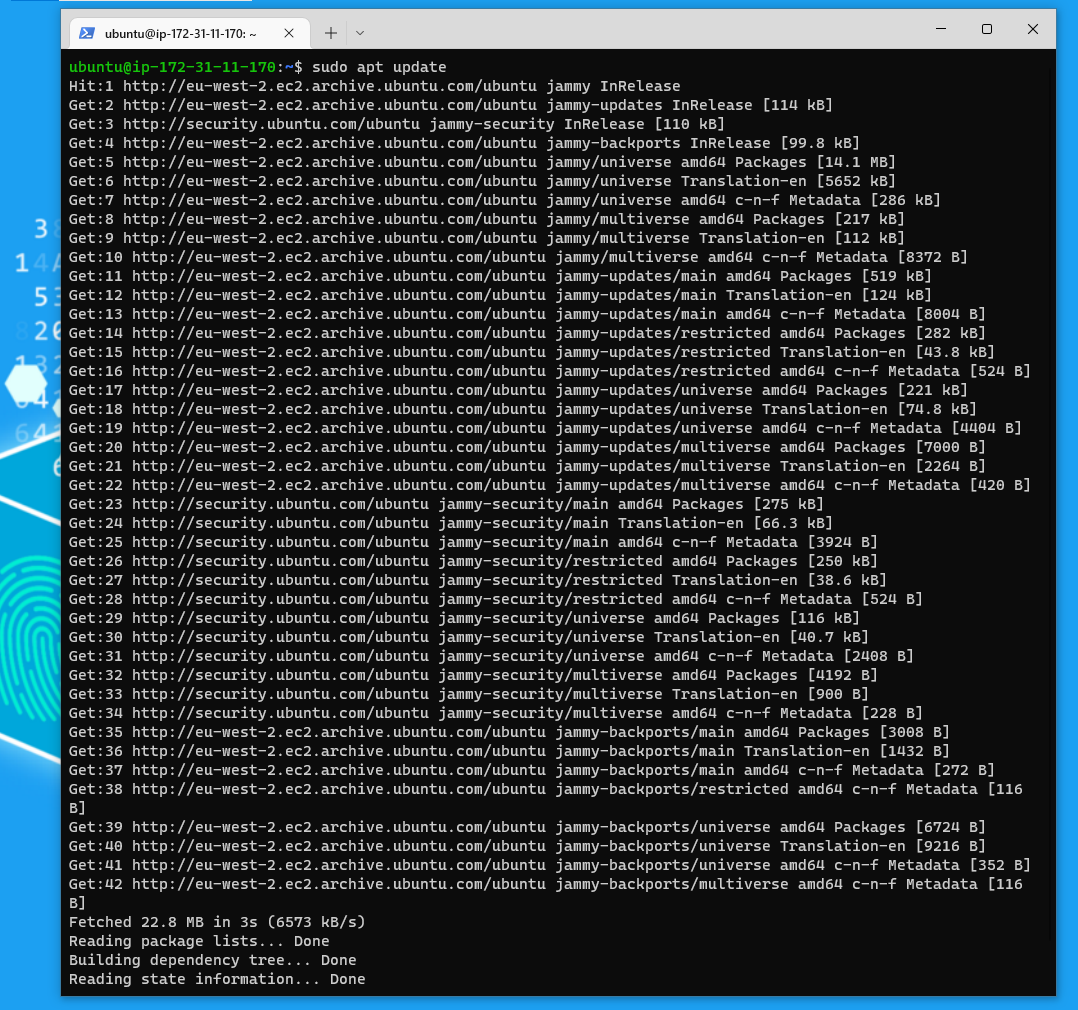 ubuntu@ip-172-31-11-170: ~
ubuntu@ip-172-31-11-170:~$ sudo apt update
Hit:1 http://eu-west-2.ec2.archive.ubuntu.com/ubuntu jammy InRelease
Get:2 http://eu-west-2.ec2.archive.ubuntu.com/ubuntu jammy-updates InRelease [114 kB]
Get:3 http://security.ubuntu.com/ubuntu jammy-security InRelease [110 kB]
Get:4 http://eu-west-2.ec2.archive.ubuntu.com/ubuntu jammy-backports InRelease [99.8 kB]
Get:5 http://eu-west-2.ec2.archive.ubuntu.com/ubuntu jammy/universe amd64 Packages [14.1 MB]
Get:6 http://eu-west-2.ec2.archive.ubuntu.com/ubuntu jammy/universe Translation-en [5652 kB]
Get:7 http://eu-west-2.ec2.archive.ubuntu.com/ubuntu jammy/universe amd64 c-n-f Metadata [286 kB]
Get:8 http://eu-west-2.ec2.archive.ubuntu.com/ubuntu jammy/multiverse amd64 Packages [217 kB]
Get:9 http://eu-west-2.ec2.archive.ubuntu.com/ubuntu jammy/multiverse Translation-en [112 kB]
Get:10 http://eu-west-2.ec2.archive.ubuntu.com/ubuntu jammy/multiverse amd64 c-n-f Metadata [8372 B]
Get:11 http://eu-west-2.ec2.archive.ubuntu.com/ubuntu jammy-updates/main amd64 Packages [519 kB]
Get:12 http://eu-west-2.ec2.archive.ubuntu.com/ubuntu jammy-updates/main Translation-en [124 kB]
Get:13 http://eu-west-2.ec2.archive.ubuntu.com/ubuntu jammy-updates/main amd64 c-n-f Metadata [8004 B]
Get:14 http://eu-west-2.ec2.archive.ubuntu.com/ubuntu jammy-updates/restricted amd64 Packages [282 kB]
Get:15 http://eu-west-2.ec2.archive.ubuntu.com/ubuntu jammy-updates/restricted Translation-en [43.8 kB]
Get:16 http://eu-west-2.ec2.archive.ubuntu.com/ubuntu jammy-updates/restricted amd64 c-n-f Metadata [524 B]
Get:17 http://eu-west-2.ec2.archive.ubuntu.com/ubuntu jammy-updates/universe amd64 Packages [221 kB]
Get:18 http://eu-west-2.ec2.archive.ubuntu.com/ubuntu jammy-updates/universe Translation-en [74.8 kB]
Get:19 http://eu-west-2.ec2.archive.ubuntu.com/ubuntu jammy-updates/universe amd64 c-n-f Metadata [4404 B]
Get:20 http://eu-west-2.ec2.archive.ubuntu.com/ubuntu jammy-updates/multiverse amd64 Packages [7000 B]
Get:21 http://eu-west-2.ec2.archive.ubuntu.com/ubuntu jammy-updates/multiverse Translation-en [2264 B]
Get:22 http://eu-west-2.ec2.archive.ubuntu.com/ubuntu jammy-updates/multiverse amd64 c-n-f Metadata [420 B]
Get:23 http://security.ubuntu.com/ubuntu jammy-security/main amd64 Packages [275 kB]
Get:24 http://security.ubuntu.com/ubuntu jammy-security/main Translation-en [66.3 kB]
Get:25 http://security.ubuntu.com/ubuntu jammy-security/main amd64 c-n-f Metadata [3924 B]
Get:26 http://security.ubuntu.com/ubuntu jammy-security/restricted amd64 Packages [250 kB]
Get:27 http://security.ubuntu.com/ubuntu jammy-security/restricted Translation-en [38.6 kB]
Get:28 http://security.ubuntu.com/ubuntu jammy-security/restricted amd64 c-n-f Metadata [524 B]
Get:29 http://security.ubuntu.com/ubuntu jammy-security/universe amd64 Packages [116 kB]
Get:30 http://security.ubuntu.com/ubuntu jammy-security/universe Translation-en [40.7 kB]
Get:31 http://security.ubuntu.com/ubuntu jammy-security/universe amd64 c-n-f Metadata [2408 B]
Get:32 http://security.ubuntu.com/ubuntu jammy-security/multiverse amd64 Packages [4192 B]
Get:33 http://security.ubuntu.com/ubuntu jammy-security/multiverse Translation-en [900 B]
Get:34 http://security.ubuntu.com/ubuntu jammy-security/multiverse amd64 c-n-f Metadata [228 B]
Get:35 http://eu-west-2.ec2.archive.ubuntu.com/ubuntu jammy-backports/main amd64 Packages [3008 B]
Get:36 http://eu-west-2.ec2.archive.ubuntu.com/ubuntu jammy-backports/main Translation-en [1432 B]
Get:37 http://eu-west-2.ec2.archive.ubuntu.com/ubuntu jammy-backports/main amd64 c-n-f Metadata [272 B]
Get:38 http://eu-west-2.ec2.archive.ubuntu.com/ubuntu jammy-backports/restricted amd64 c-n-f Metadata [116
B]
Get:39 http://eu-west-2.ec2.archive.ubuntu.com/ubuntu jammy-backports/universe amd64 Packages [6724 B]
Get:40 http://eu-west-2.ec2.archive.ubuntu.com/ubuntu jammy-backports/universe Translation-en [9216 B]
Get:41 http://eu-west-2.ec2.archive.ubuntu.com/ubuntu jammy-backports/universe amd64 c-n-f Metadata [352 B]
Get:42 http://eu-west-2.ec2.archive.ubuntu.com/ubuntu jammy-backports/multiverse amd64 c-n-f Metadata [116
B]
Fetched 22.8 MB in 3s (6573 kB/s)
Reading package lists... Done
Building dependency tree... Done
Reading state information... Done